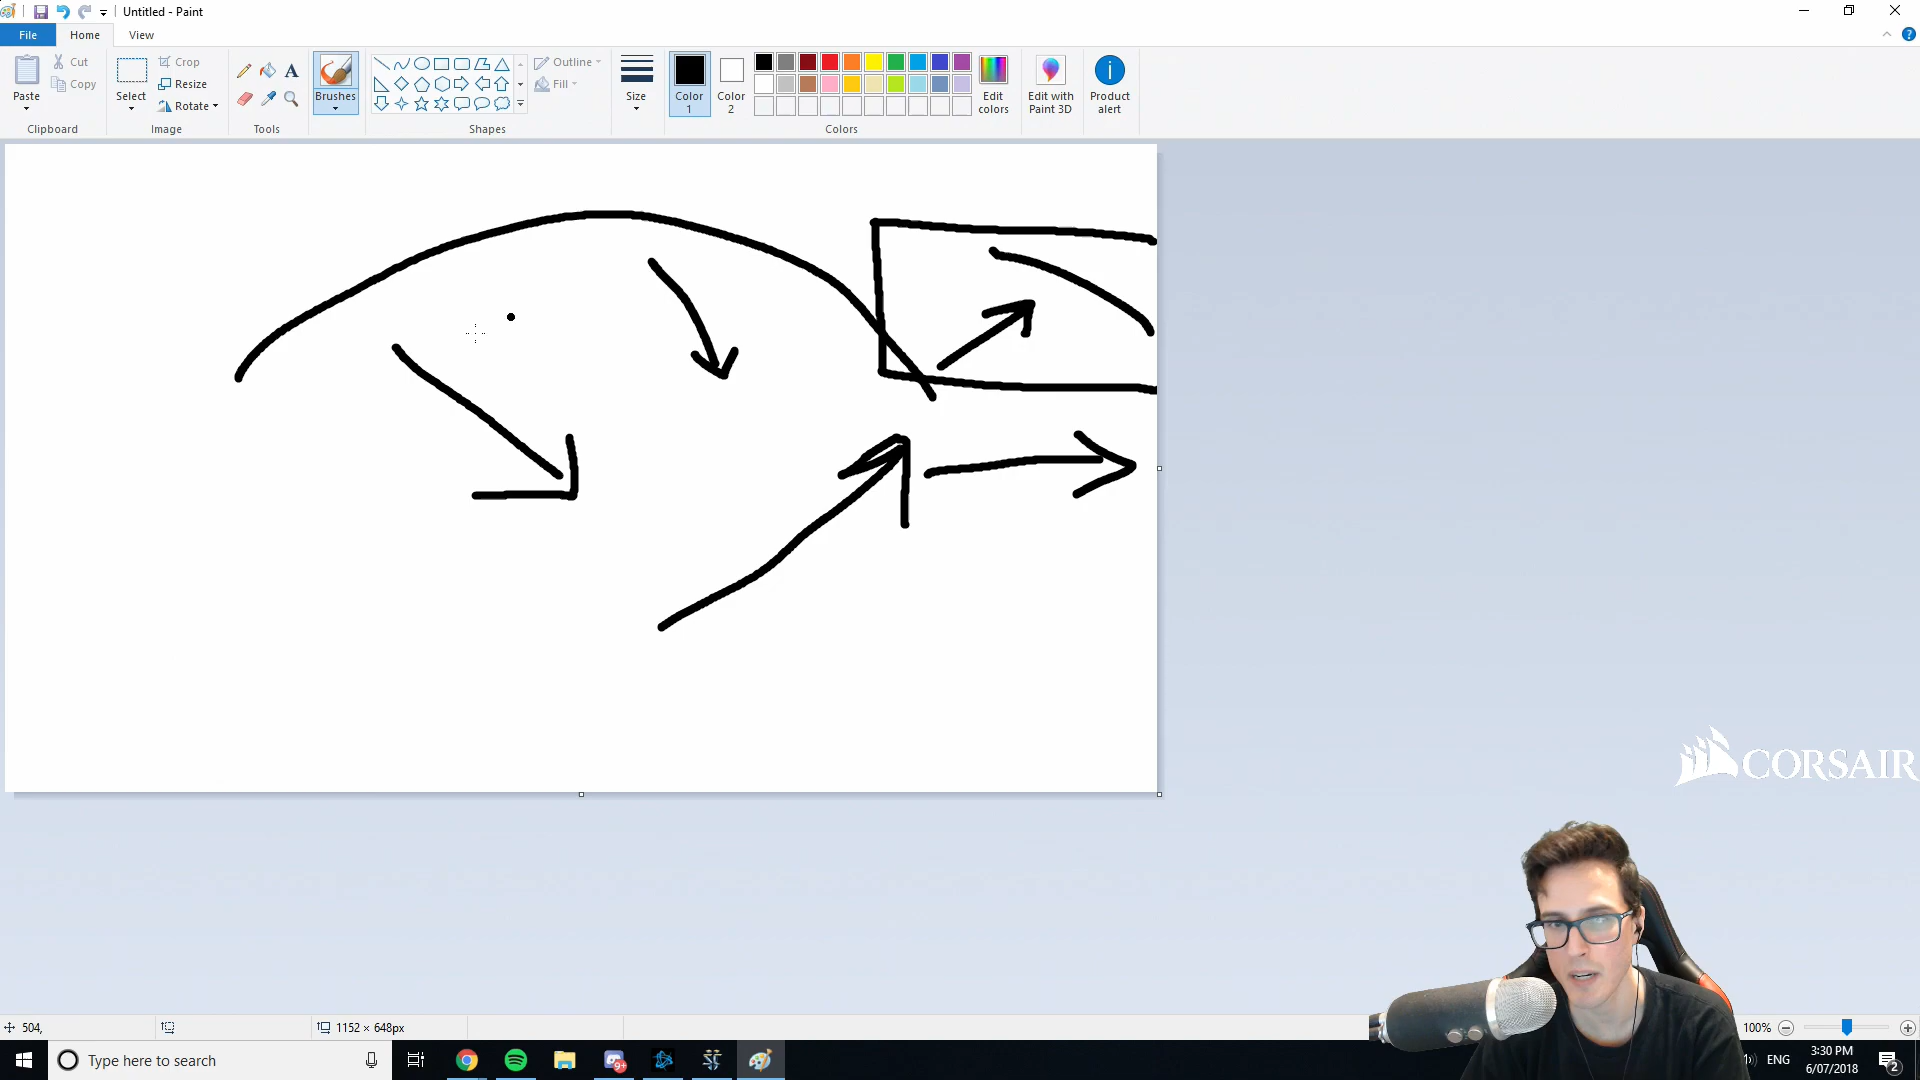 Untitled - Paint
File Home View
Paste Cut Copy Clipboard
Select Crop Resize Rotate Image
Tools
Brushes
Shapes
Outline Fill
Size
Color 1
Color 2
Edit colors
Colors
Edit with Paint 3D
Product alert
CORSAIR
504,
1152 × 648px
100%
Type here to search
9+
ENG
3:30 PM
6/07/2018
2